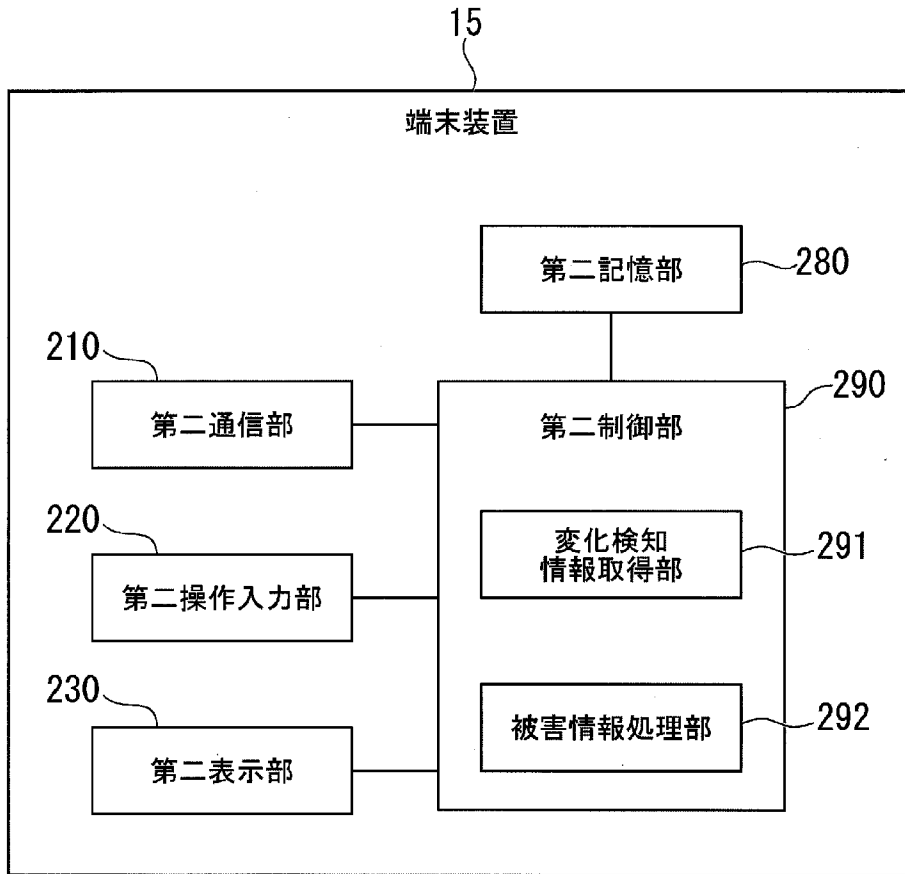 15
端末装置
第二記憶部
280
210
第二通信部
290
第二制御部
220
第二操作入力部
変化検知
情報取得部
291
230
第二表示部
被害情報処理部
292